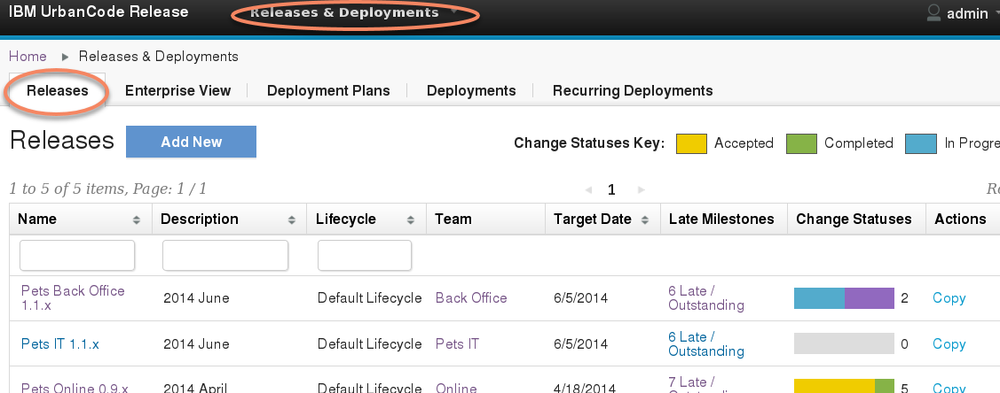 IBM UrbanCode Release Releases & Deployments admin
Home Releases & Deployments
Releases Enterprise View Deployment Plans Deployments Recurring Deployments
Releases Add New Change Statuses Key: Accepted Completed In Progre
1 to 5 of 5 items, Page: 1 / 1 1 Re
Name Description Lifecycle Team Target Date Late Milestones Change Statuses Actions
Pets Back Office 2014 June Default Lifecycle Back Office 6/5/2014 6 Late / 2 Copy
1.1.x Outstanding
Pets IT 1.1.x 2014 June Default Lifecycle Pets IT 6/5/2014 6 Late / 0 Copy
Outstanding
Pets Online 0.9.x 2014 April Default Lifecycle Online 4/18/2014 7 Late / 5 Copy